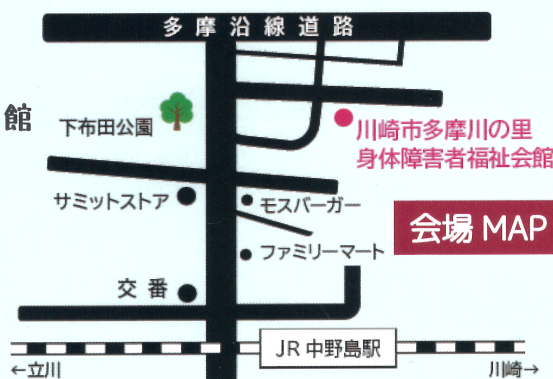 多摩沿線道路
館
下布田公園
川崎市多摩川の里
身体障害者福祉会館
サミットストア
モスバーガー
会場 MAP
ファミリーマート
交番
JR 中野島駅
←立川
川崎→